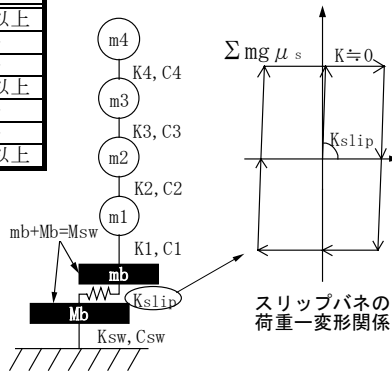 以上
以上
以上
m4
K4, C4
m3
K3, C3
m2
K2, C2
m1
K1, C1
mb+Mb=Msw
mb
Kslip
Mb
Ksw, Csw
Σmgμs
K≒0
Kslip
スリップバネの
荷重ー変形関係